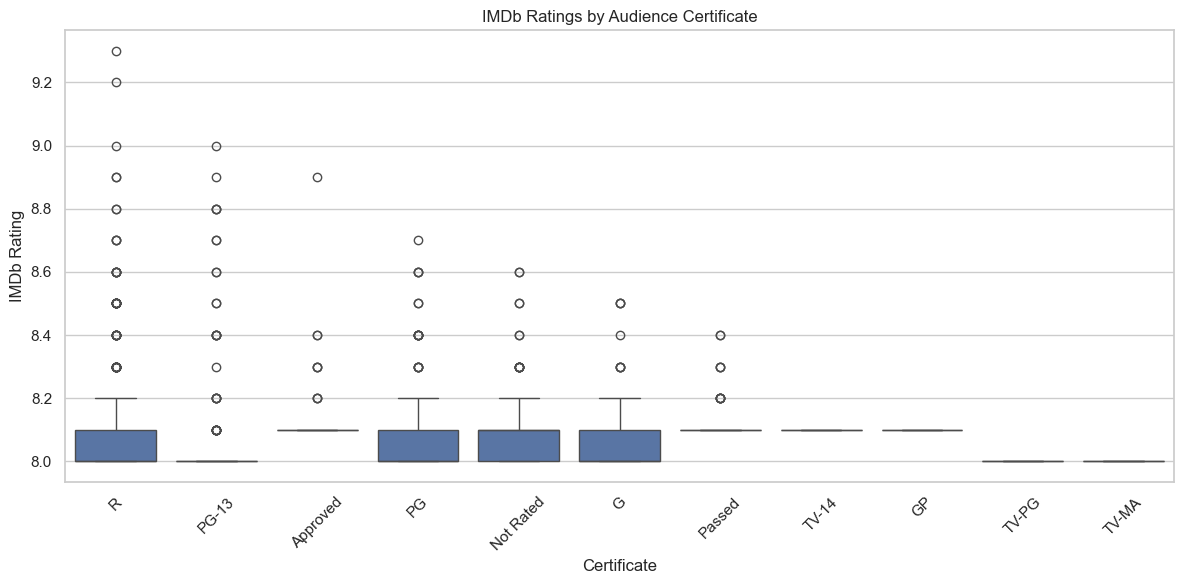 IMDb Ratings by Audience Certificate
IMDb Rating
9.2
9.0
8.8
8.6
8.4
8.2
8.0
R
PG-13
Approved
PG
Not Rated
G
Passed
TV-14
GP
TV-PG
TV-MA
Certificate